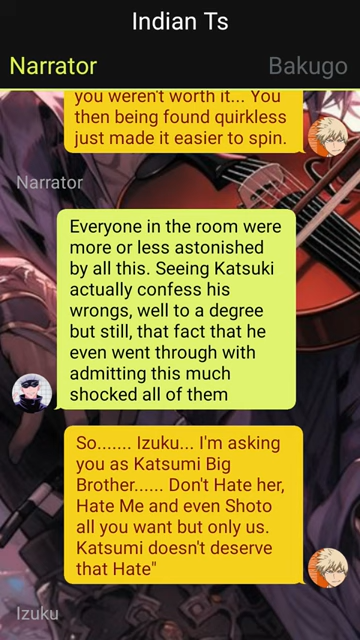 Indian Ts
Narrator
Bakugo
you weren't worth it... You
then being found quirkless
just made it easier to spin.
Narrator
Everyone in the room were
more or less astonished
by all this. Seeing Katsuki
actually confess his
wrongs, well to a degree
but still, that fact that he
even went through with
admitting this much
shocked all of them
So....... Izuku... I'm asking
you as Katsumi Big
Brother...... Don't Hate her,
Hate Me and even Shoto
all you want but only us.
Katsumi doesn't deserve
that Hate"
Izuku